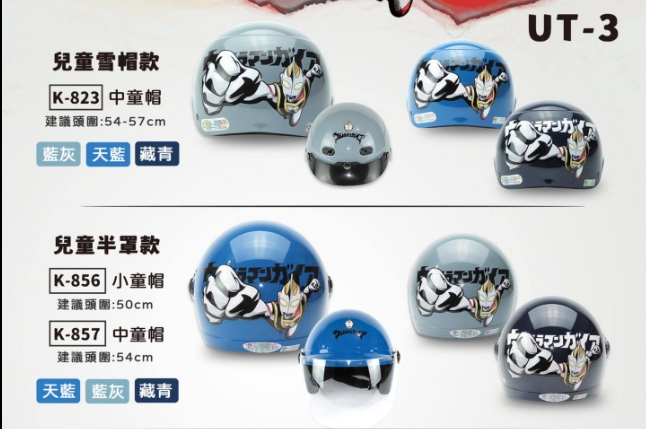 UT-3
兒童雪帽款
K-823 中童帽
建議頭圍:54-57cm
藍灰 天藍 藏青
兒童半罩款
K-856 小童帽
建議頭圍:50cm
K-857 中童帽
建議頭圍:54cm
天藍 藍灰 藏青